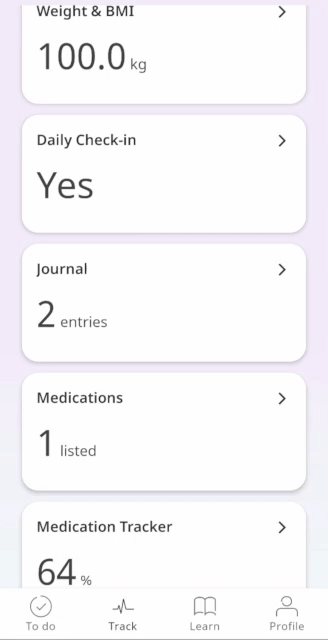 Weight & BMI
100.0 kg
Daily Check-in
Yes
Journal
2 entries
Medications
1 listed
Medication Tracker
64 %
To do Track Learn Profile